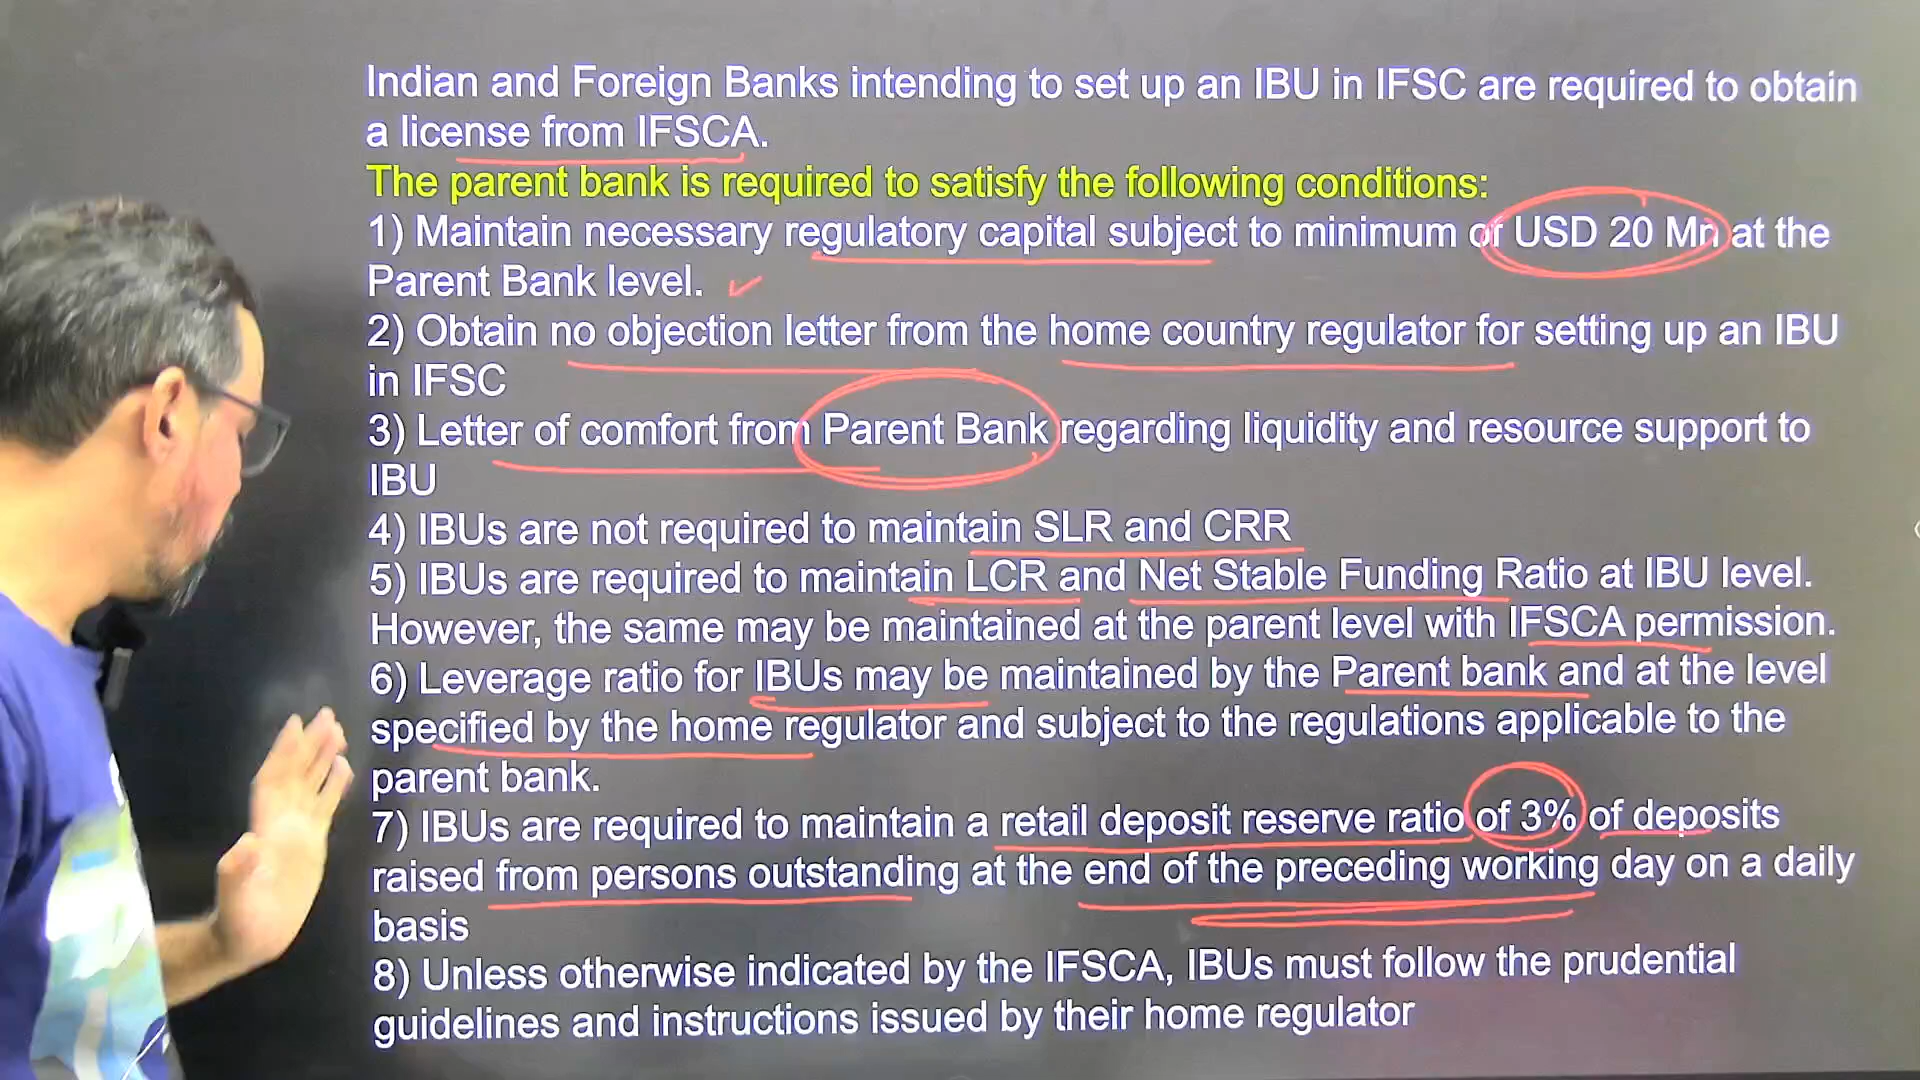 Indian and Foreign Banks intending to set up an IBU in IFSC are required to obtain
a license from IFSCA.
The parent bank is required to satisfy the following conditions:
1) Maintain necessary regulatory capital subject to minimum of USD 20 Mn at the
Parent Bank level.
2) Obtain no objection letter from the home country regulator for setting up an IBU
in IFSC
3) Letter of comfort from Parent Bank regarding liquidity and resource support to
IBU
4) IBUs are not required to maintain SLR and CRR
5) IBUs are required to maintain LCR and Net Stable Funding Ratio at IBU level.
However, the same may be maintained at the parent level with IFSCA permission.
6) Leverage ratio for IBUs may be maintained by the Parent bank and at the level
specified by the home regulator and subject to the regulations applicable to the
parent bank.
7) IBUs are required to maintain a retail deposit reserve ratio of 3% of deposits
raised from persons outstanding at the end of the preceding working day on a daily
basis
8) Unless otherwise indicated by the IFSCA, IBUs must follow the prudential
guidelines and instructions issued by their home regulator